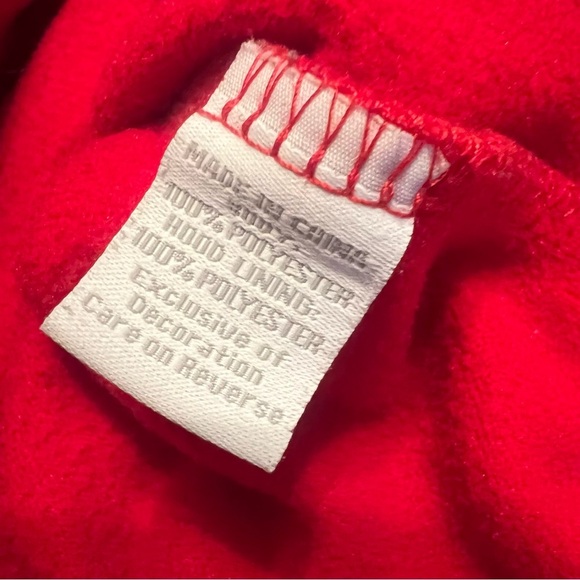 MADE IN CHINA
100% POLYESTER
HOOD LINING:
100% POLYESTER
Exclusive of
Decoration
Care on Reverse